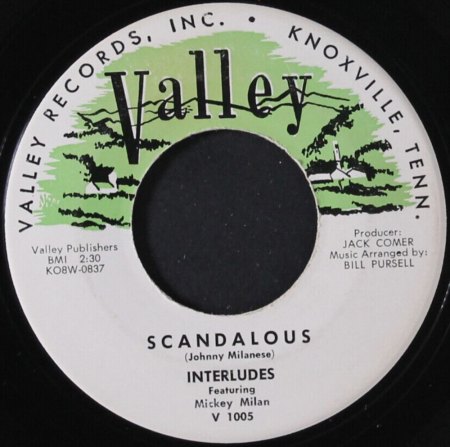 VALLEY RECORDS, INC. • KNOXVILLE, TENN.
Valley
Valley Publishers
BMI 2:30
KO8W-0837
Producer:
JACK COMER
Music Arranged by:
BILL PURSELL
SCANDALOUS
(Johnny Milanese)
INTERLUDES
Featuring
Mickey Milan
V 1005